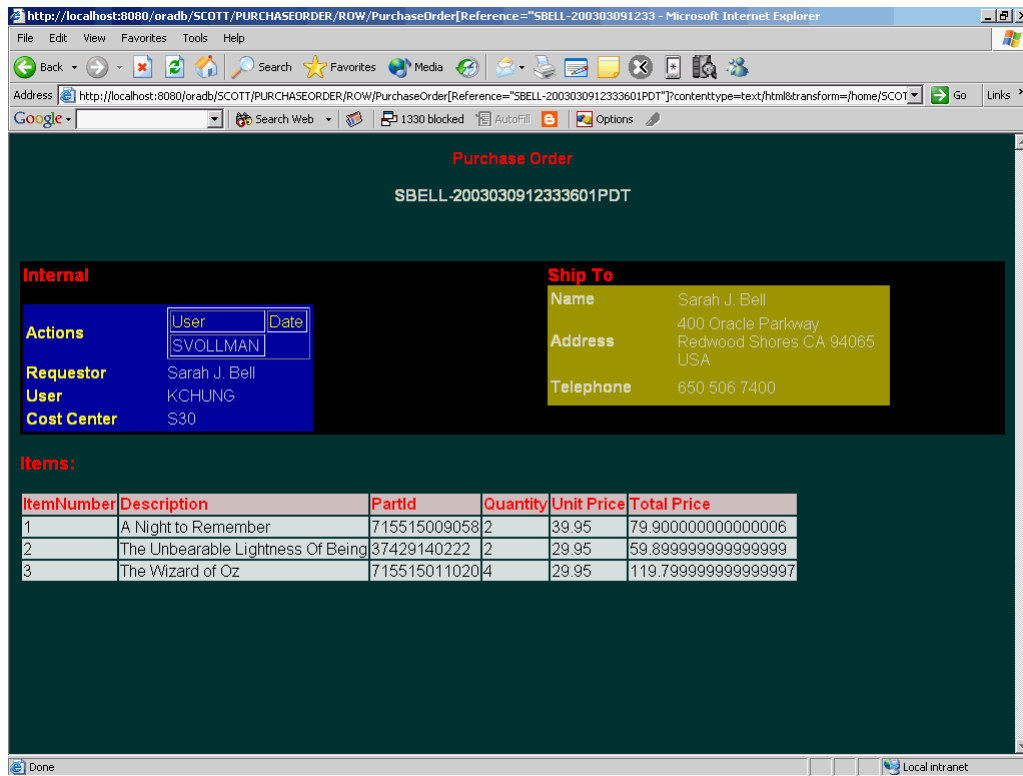 http://localhost:8080/oradb/SCOTT/PURCHASEORDER/ROW/PurchaseOrder[Reference="SBELL-200303091233 - Microsoft Internet Explorer
File Edit View Favorites Tools Help
Back Search Favorites Media
Address http://localhost:8080/oradb/SCOTT/PURCHASEORDER/ROW/PurchaseOrder[Reference="SBELL-2003030912333601PDT"]?contenttype=text/html&transform=/home/SCOT Go Links
Google Search Web 1330 blocked AutoFill Options
Purchase Order
SBELL-2003030912333601PDT
Internal
Actions User Date
SVOLLMAN
Requestor Sarah J. Bell
User KCHUNG
Cost Center S30
Ship To
Name Sarah J. Bell
Address 400 Oracle Parkway
Redwood Shores CA 94065
USA
Telephone 650 506 7400
Items:
ItemNumber Description PartId Quantity Unit Price Total Price
1 A Night to Remember 715515009058 2 39.95 79.900000000000006
2 The Unbearable Lightness Of Being 37429140222 2 29.95 59.899999999999999
3 The Wizard of Oz 715515011020 4 29.95 119.799999999999997
Done Local intranet